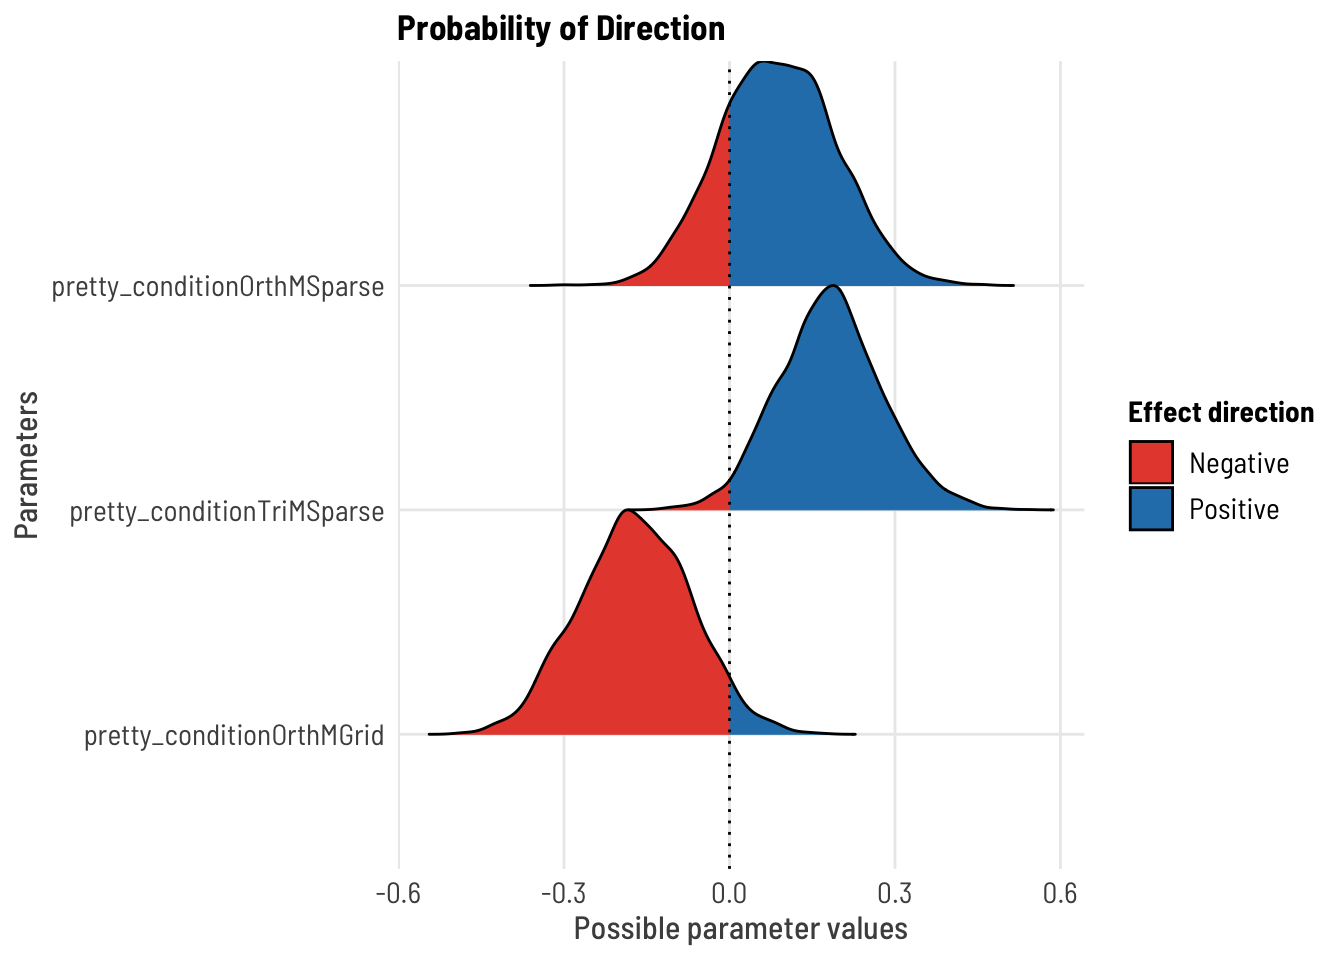 Probability of Direction
pretty_conditionOrthMSparse
pretty_conditionTriMSparse
pretty_conditionOrthMGrid
Parameters
-0.6 -0.3 0.0 0.3 0.6
Possible parameter values
Effect direction
Negative
Positive